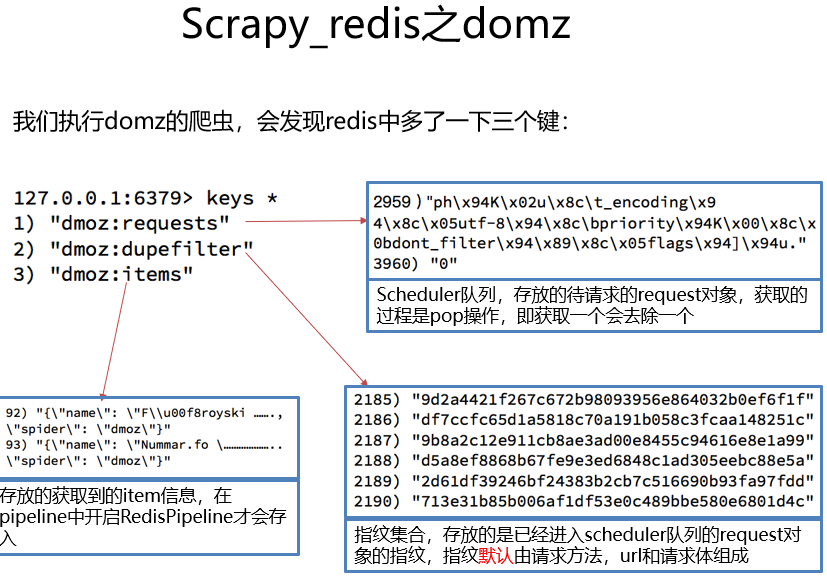 Scrapy_redis之domz
我们执行domz的爬虫，会发现redis中多了一下三个键：
127.0.0.1:6379> keys *
1) "dmoz:requests"
2) "dmoz:dupefilter"
3) "dmoz:items"
2959 )"ph\x94K\x02u\x8c\t_encoding\x9
4\x8c\x05utf-8\x94\x8c\bpriority\x94K\x00\x8c\x
0bdont_filter\x94\x89\x8c\x05flags\x94]\x94u."
3960) "0"
Scheduler队列，存放的待请求的request对象，获取的
过程是pop操作，即获取一个会去除一个
92) "{\"name\": \"F\\u00f8royski ……. ,
\"spider\": \"dmoz\"}"
93) "{\"name\": \"Nummar.fo \………………..
\"spider\": \"dmoz\"}"
存放的获取到的item信息，在
pipeline中开启RedisPipeline才会存
入
2185) "9d2a4421f267c672b98093956e864032b0ef6f1f"
2186) "df7ccfc65d1a5818c70a191b058c3fcaa148251c"
2187) "9b8a2c12e911cb8ae3ad00e8455c94616e8e1a99"
2188) "d5a8ef8868b67fe9e3ed6848c1ad305eebc88e5a"
2189) "2d61df39246bf24383b2cb7c516690b93fa97fdd"
2190) "713e31b85b006af1df53e0c489bbe580e6801d4c"
指纹集合，存放的是已经进入scheduler队列的request对
象的指纹，指纹默认由请求方法，url和请求体组成